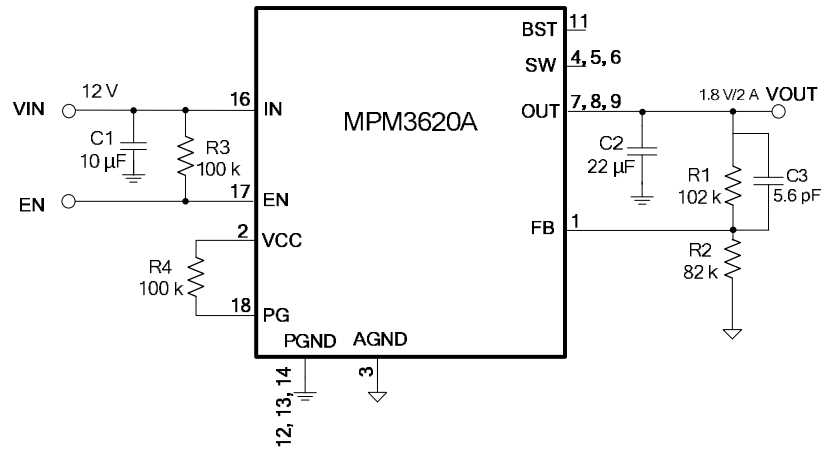 BST
11
SW
4, 5, 6
12 V
1.8 V/2 A
VOUT
VIN
16
IN
MPM3620A
OUT
7, 8, 9
C1
10 µF
R3
100 k
C2
22 µF
R1
102 k
C3
5.6 pF
EN
17
EN
2
VCC
FB
1
R4
100 k
R2
82 k
18
PG
PGND
AGND
12, 13, 14
3